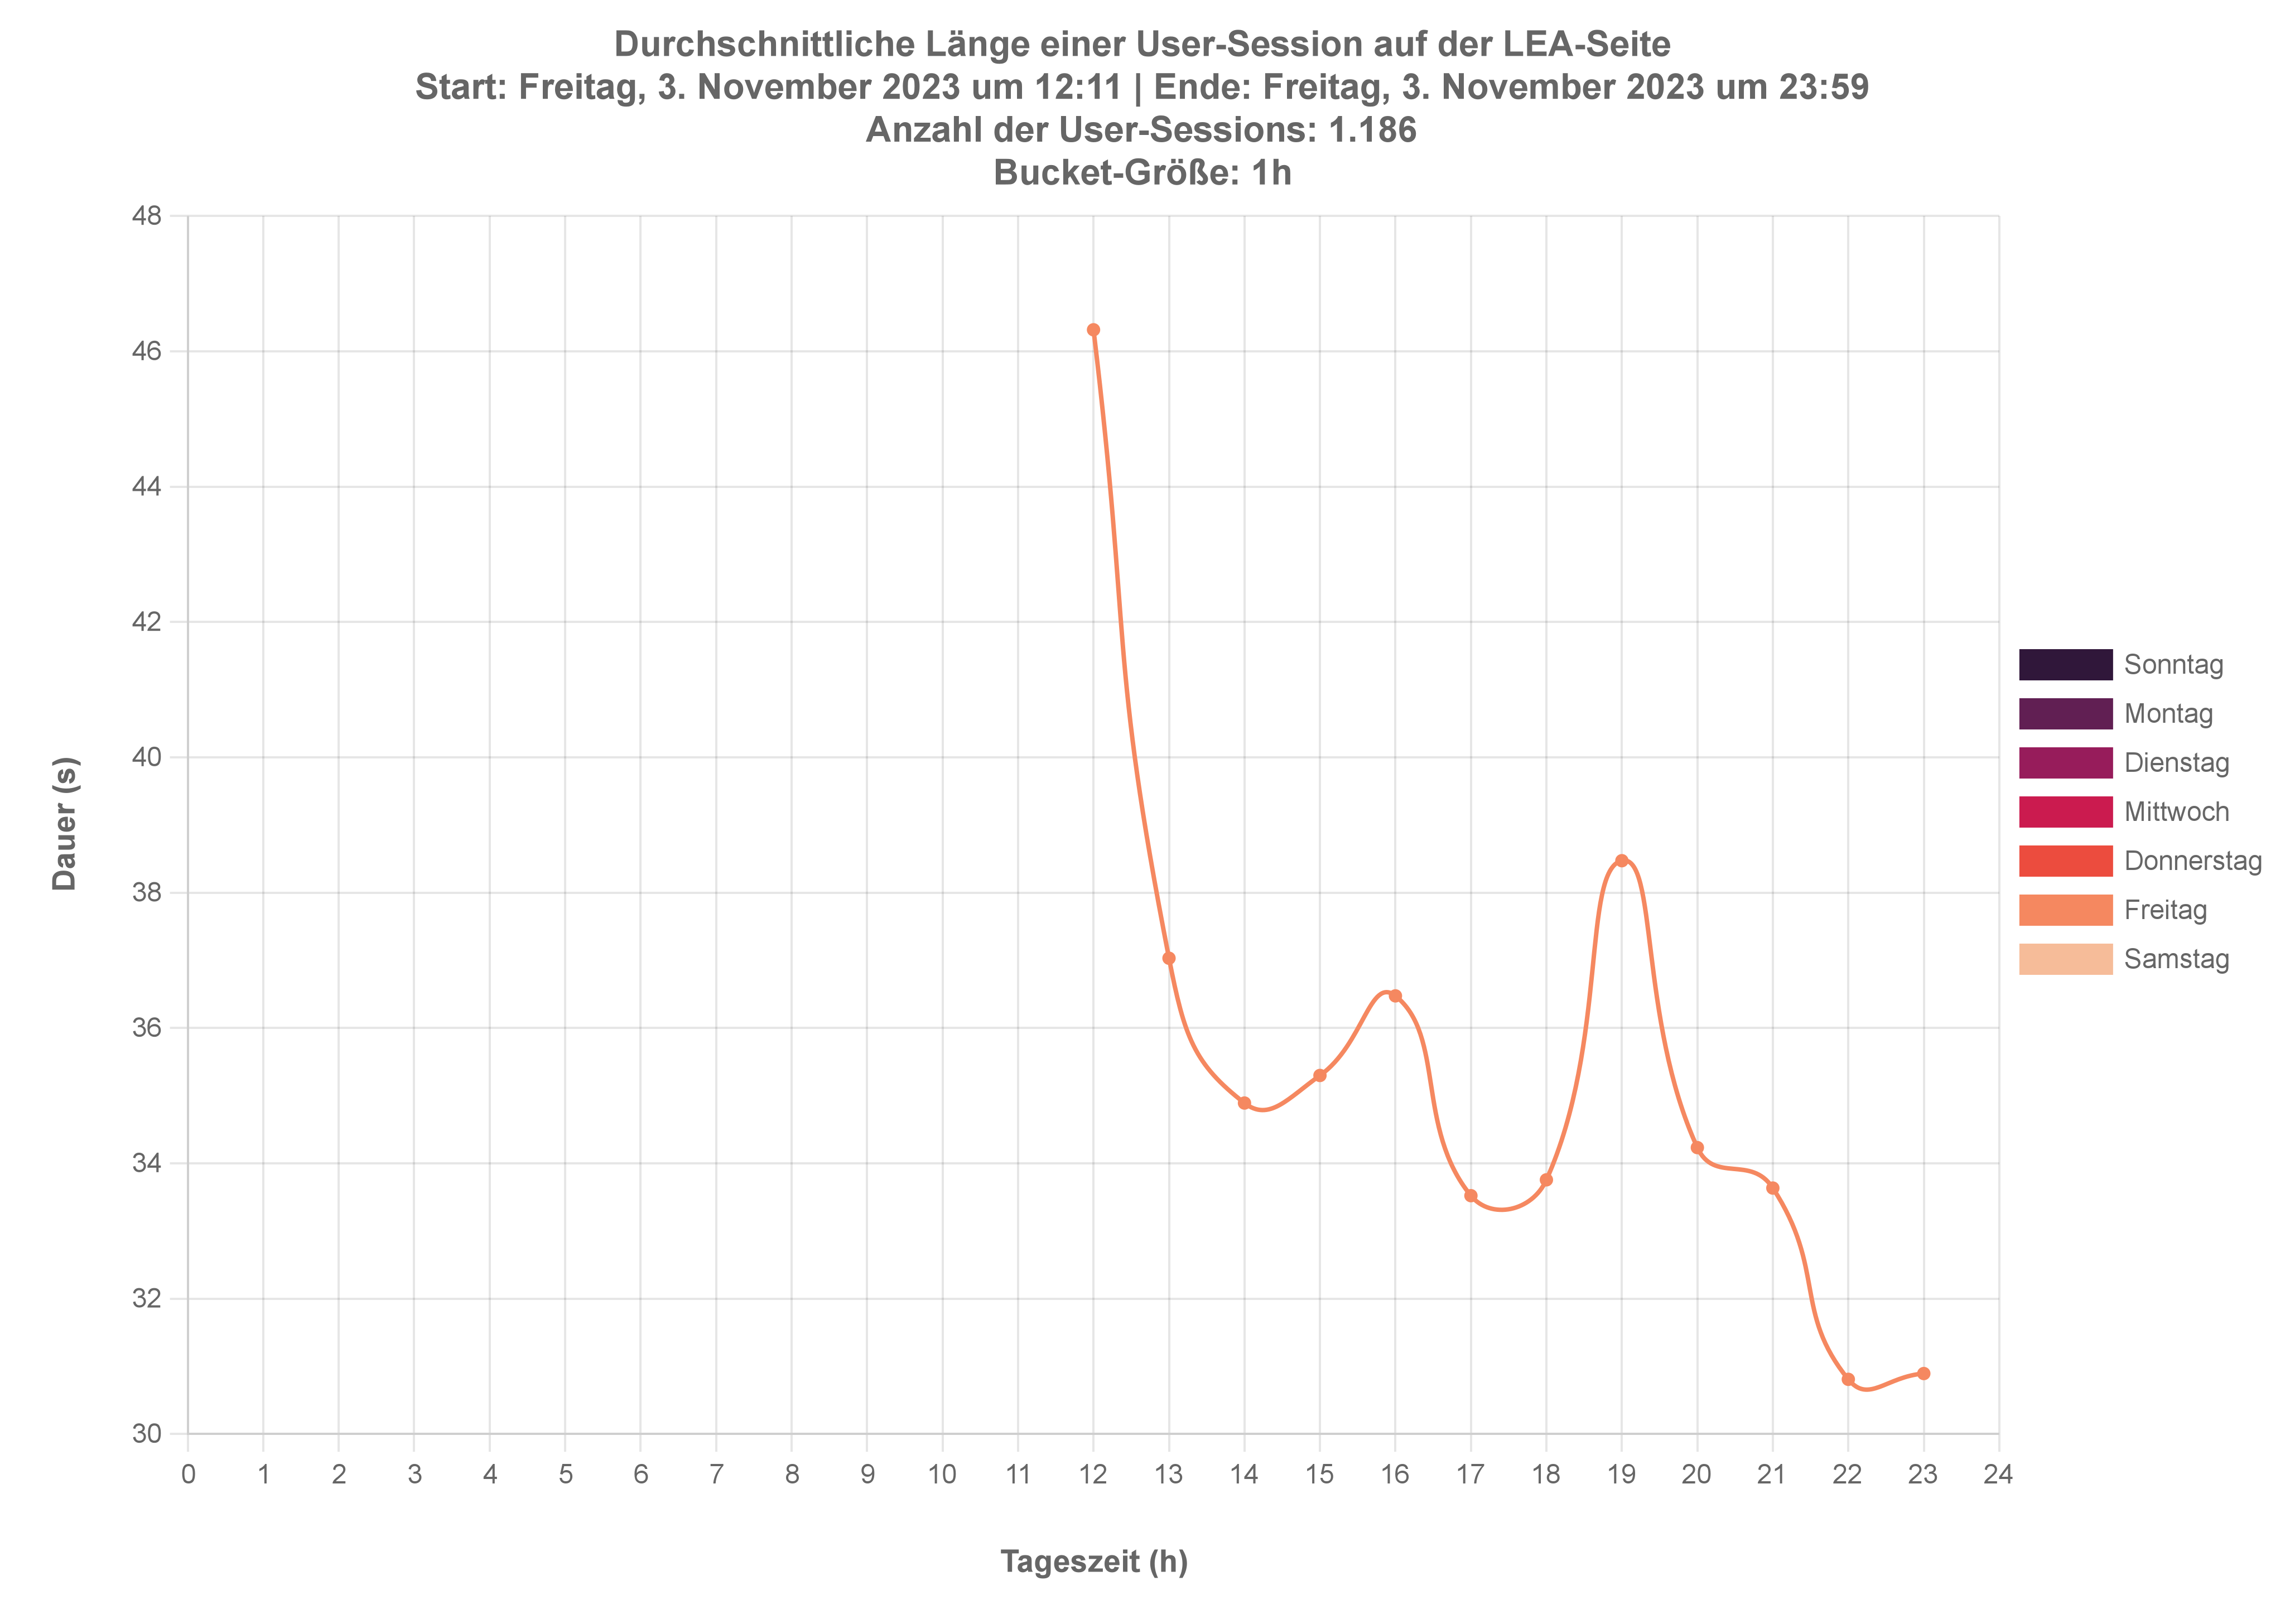 Durchschnittliche Länge einer User-Session auf der LEA-Seite
Start: Freitag, 3. November 2023 um 12:11 | Ende: Freitag, 3. November 2023 um 23:59
Anzahl der User-Sessions: 1.186
Bucket-Größe: 1h
48
46
44
42
40
38
36
34
32
30
Dauer (s)
0 1 2 3 4 5 6 7 8 9 10 11 12 13 14 15 16 17 18 19 20 21 22 23 24
Tageszeit (h)
Sonntag
Montag
Dienstag
Mittwoch
Donnerstag
Freitag
Samstag